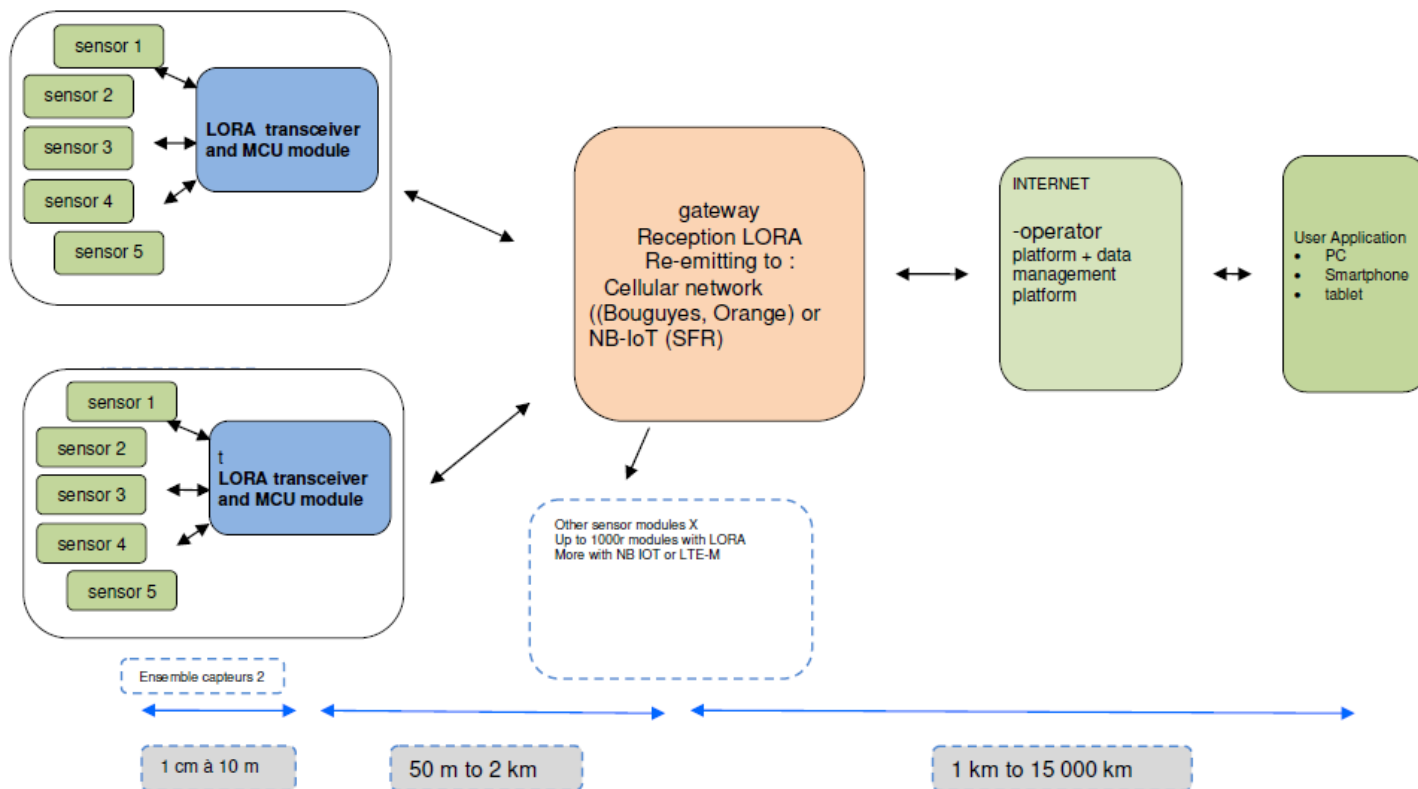 sensor 1
sensor 2
sensor 3
sensor 4
sensor 5
LORA transceiver
and MCU module
sensor 1
sensor 2
sensor 3
sensor 4
sensor 5
t
LORA transceiver
and MCU module
Ensemble capteurs 2
gateway
Reception LORA
Re-emitting to :
Cellular network
((Bouguyes, Orange) or
NB-IoT (SFR)
Other sensor modules X
Up to 1000r modules with LORA
More with NB IOT or LTE-M
INTERNET
-operator
platform + data
management
platform
User Application
• PC
• Smartphone
• tablet
1 cm à 10 m
50 m to 2 km
1 km to 15 000 km